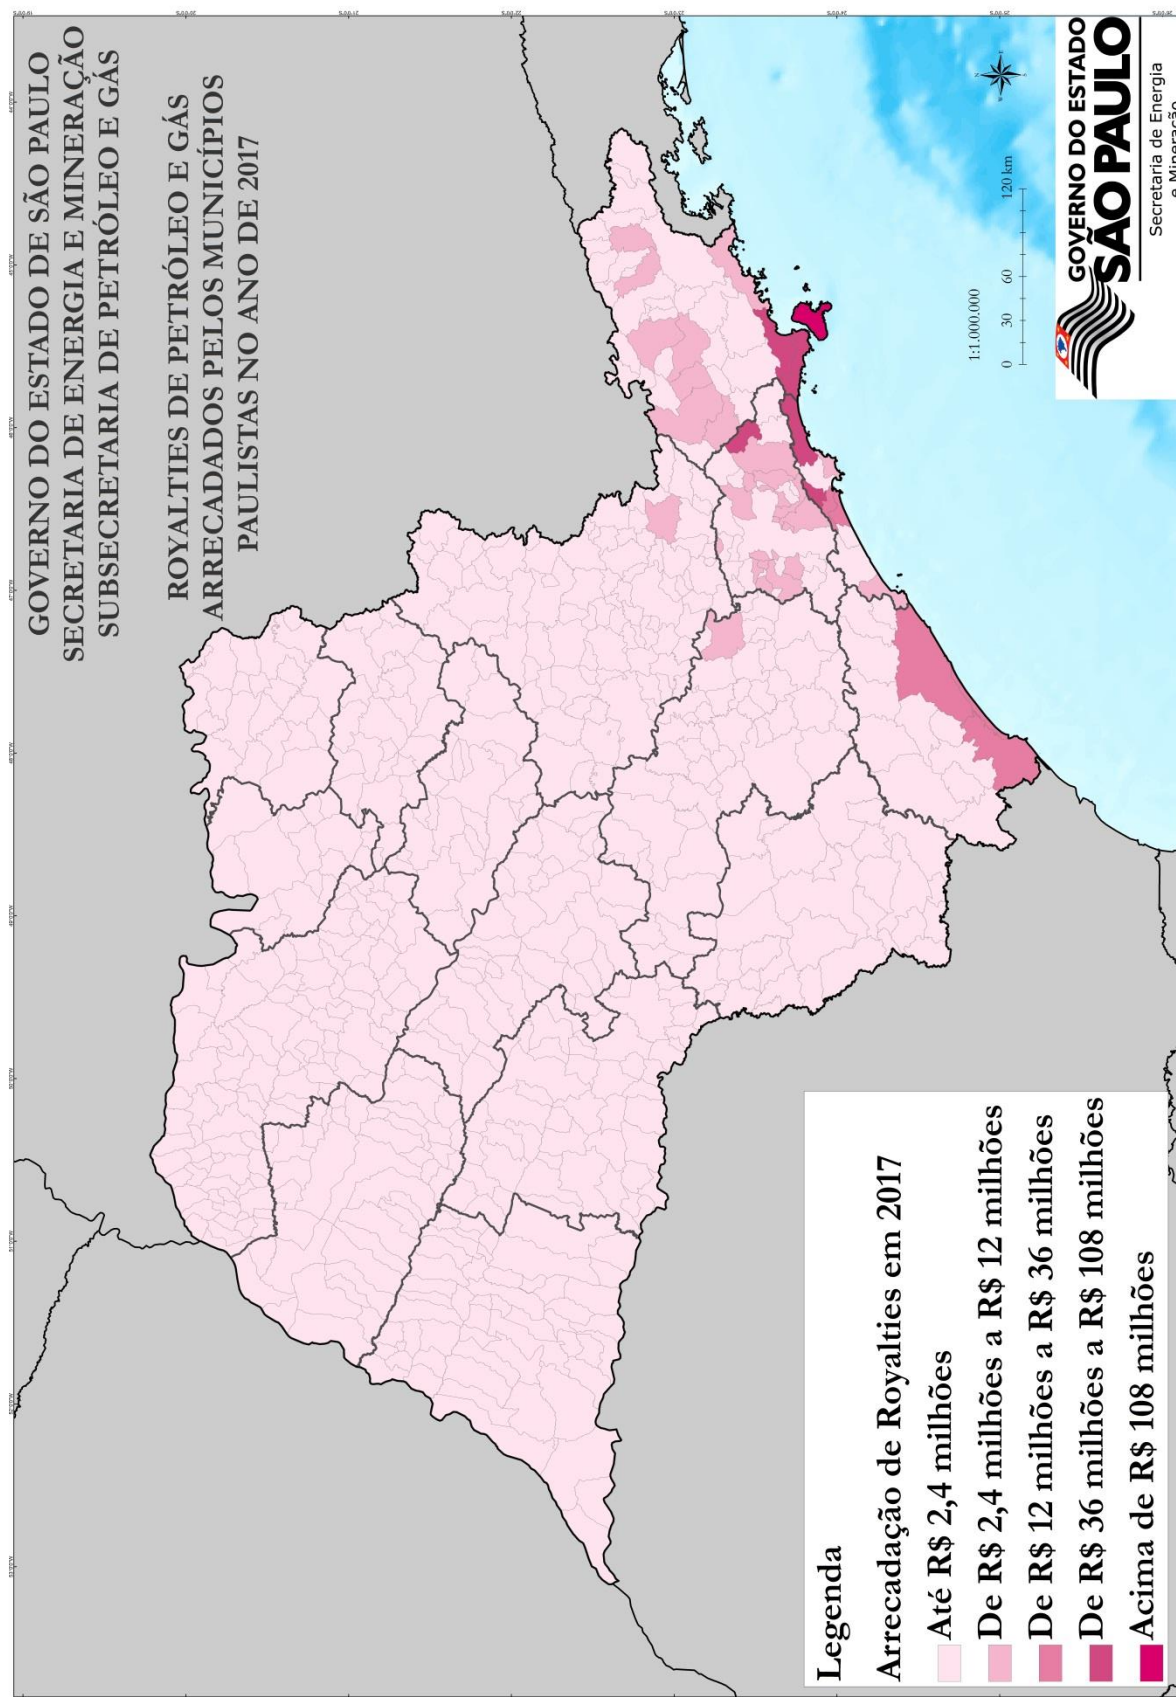 GOVERNO DO ESTADO DE SÃO PAULO
SECRETARIA DE ENERGIA E MINERAÇÃO
SUBSECRETARIA DE PETRÓLEO E GÁS
ROYALTIES DE PETRÓLEO E GÁS
ARRECADADOS PELOS MUNICÍPIOS
PAULISTAS NO ANO DE 2017
Legenda
Arrecadação de Royalties em 2017
Até R$ 2,4 milhões
De R$ 2,4 milhões a R$ 12 milhões
De R$ 12 milhões a R$ 36 milhões
De R$ 36 milhões a R$ 108 milhões
Acima de R$ 108 milhões
1:1.000.000
0 30 60 120 km
GOVERNO DO ESTADO
SÃO PAULO
Secretaria de Energia
e Mineração